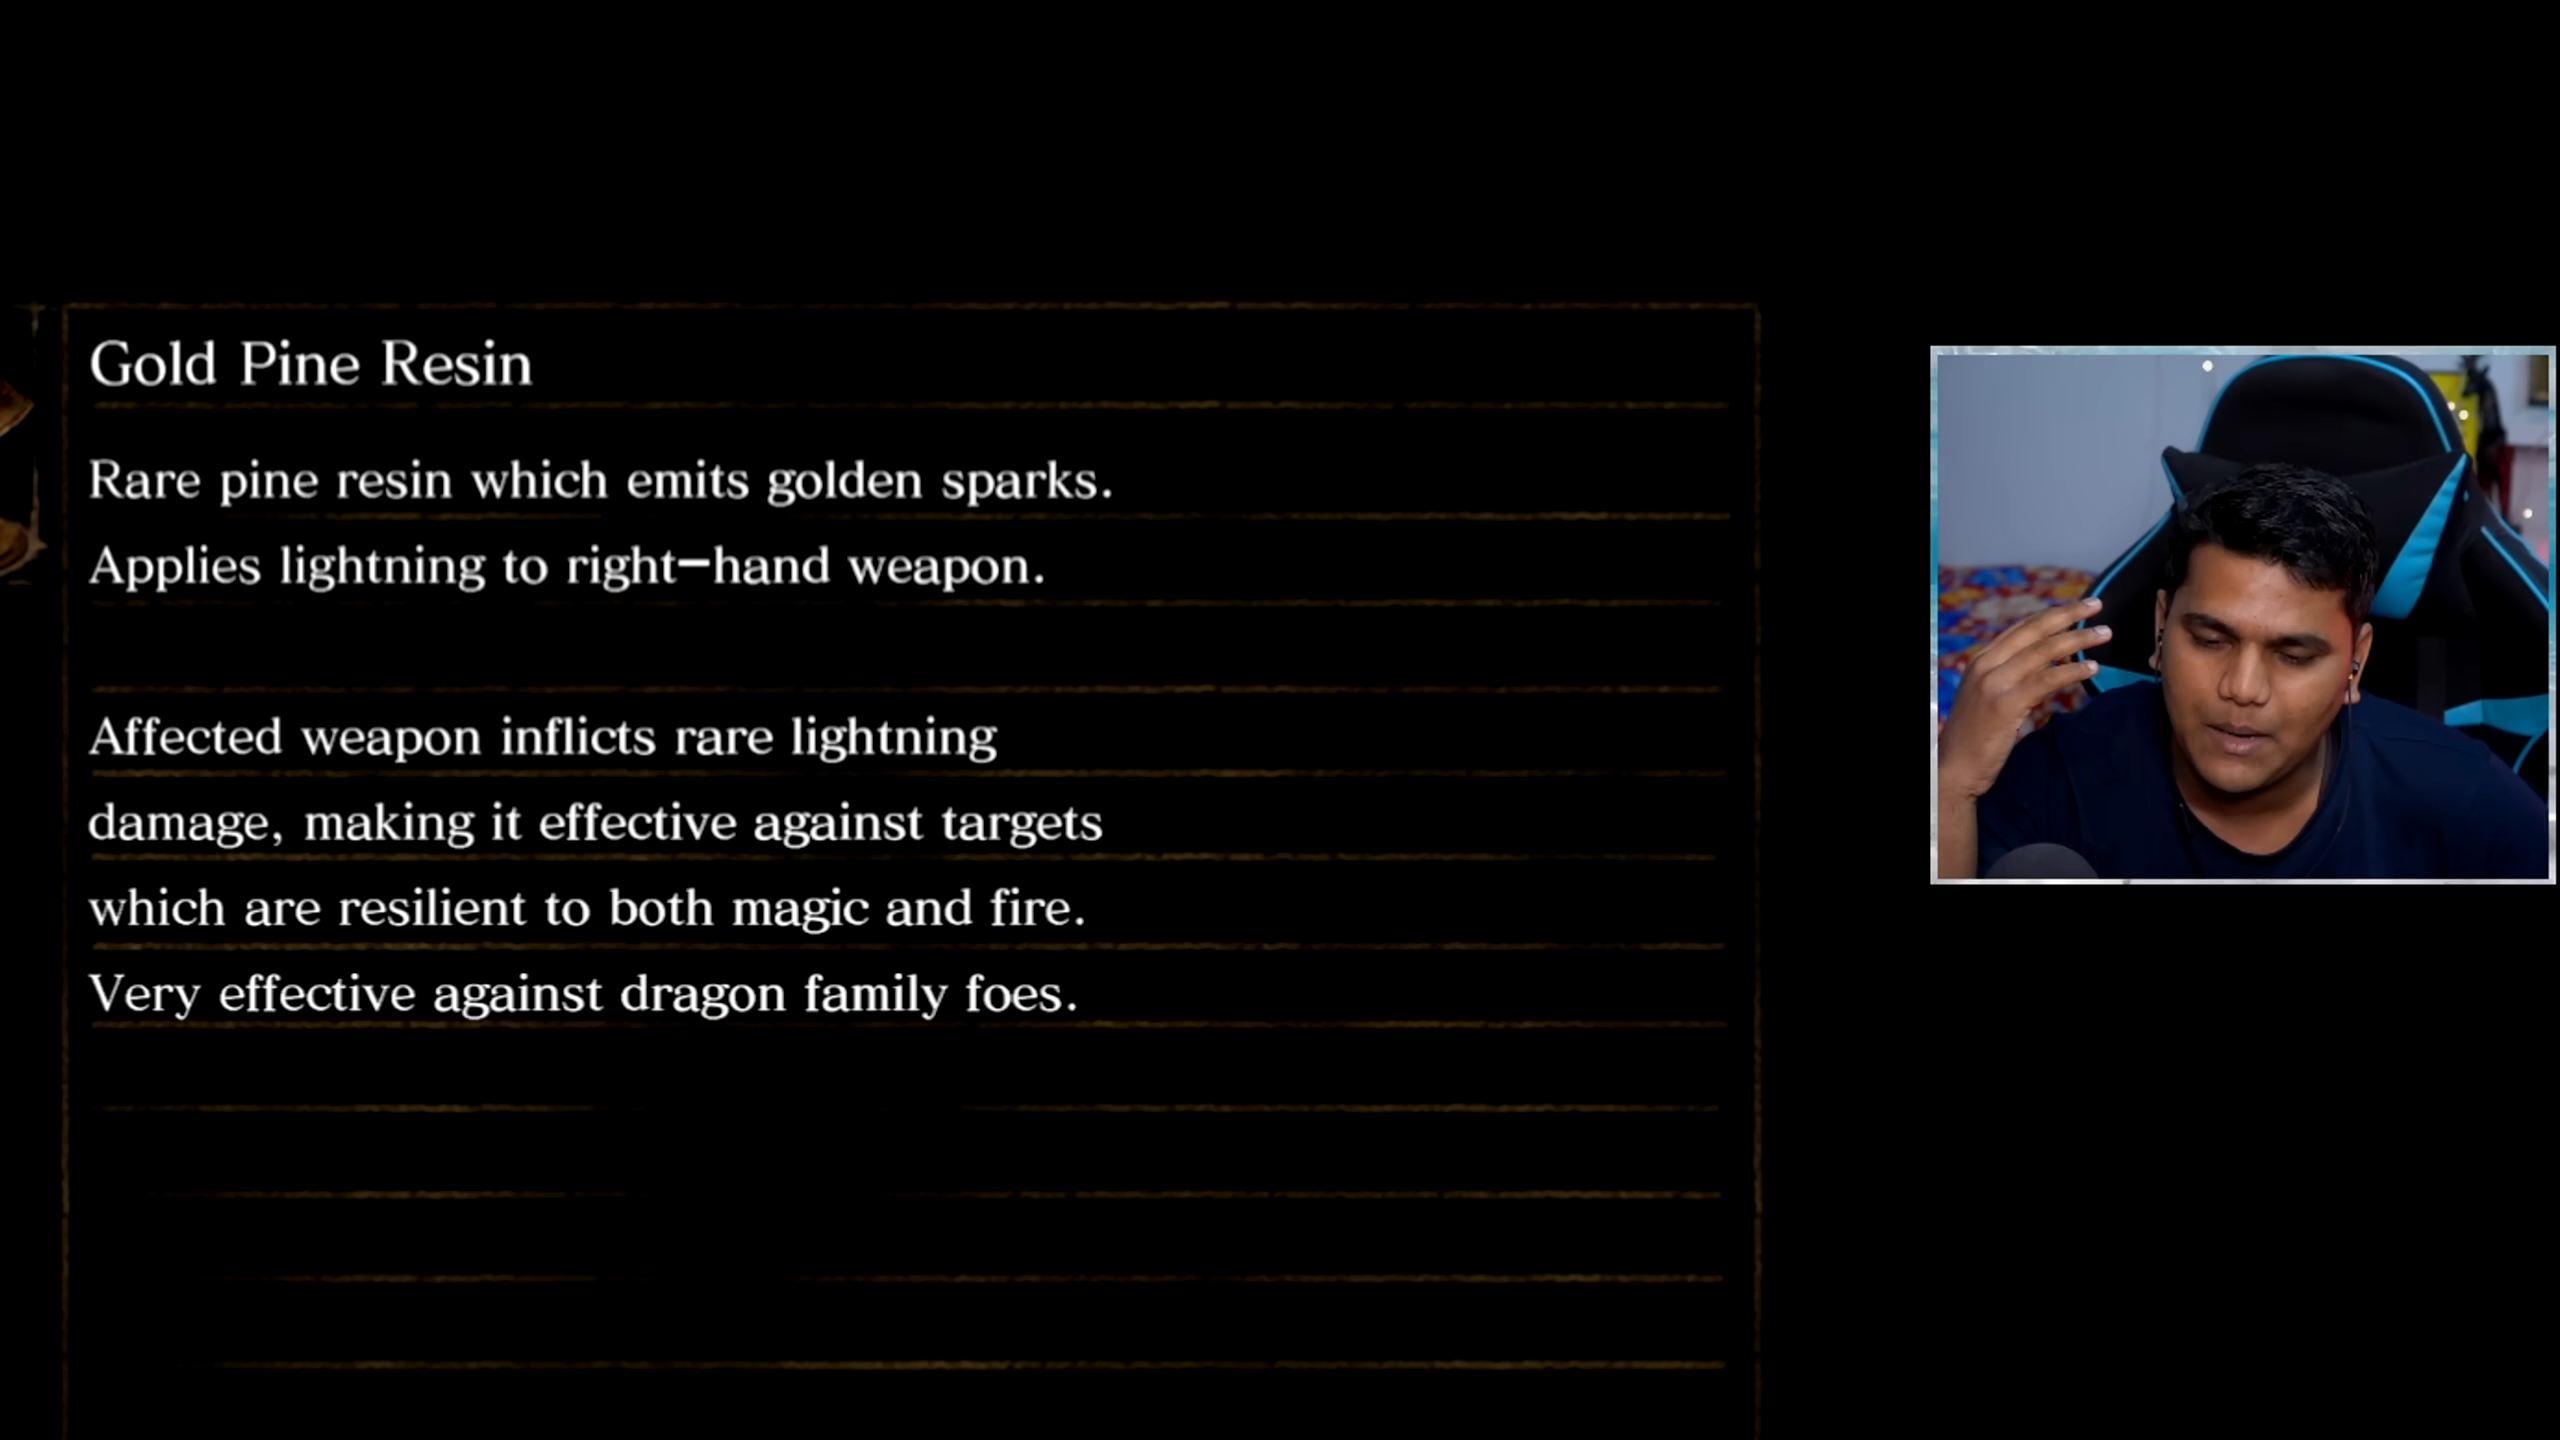 Gold Pine Resin
Rare pine resin which emits golden sparks.
Applies lightning to right-hand weapon.
Affected weapon inflicts rare lightning
damage, making it effective against targets
which are resilient to both magic and fire.
Very effective against dragon family foes.